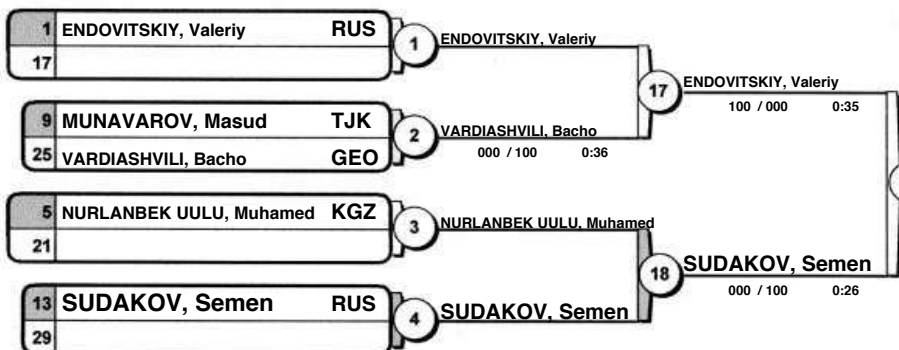 1 ENDOVITSKIY, Valeriy RUS
17
1 ENDOVITSKIY, Valeriy
9 MUNAVAROV, Masud TJK
25 VARDIASHVILI, Bacho GEO
2 VARDIASHVILI, Bacho
000 / 100 0:36
17 ENDOVITSKIY, Valeriy
100 / 000 0:35
5 NURLANBEK UULU, Muhamed KGZ
21
3 NURLANBEK UULU, Muhamed
13 SUDAKOV, Semen RUS
29
4 SUDAKOV, Semen
18 SUDAKOV, Semen
000 / 100 0:26